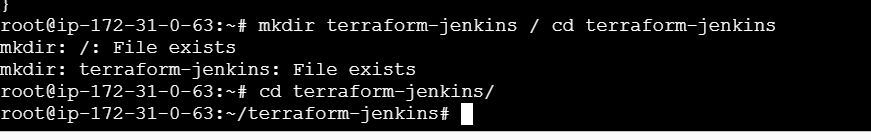 }
root@ip-172-31-0-63:~# mkdir terraform-jenkins / cd terraform-jenkins
mkdir: /: File exists
mkdir: terraform-jenkins: File exists
root@ip-172-31-0-63:~# cd terraform-jenkins/
root@ip-172-31-0-63:~/terraform-jenkins#